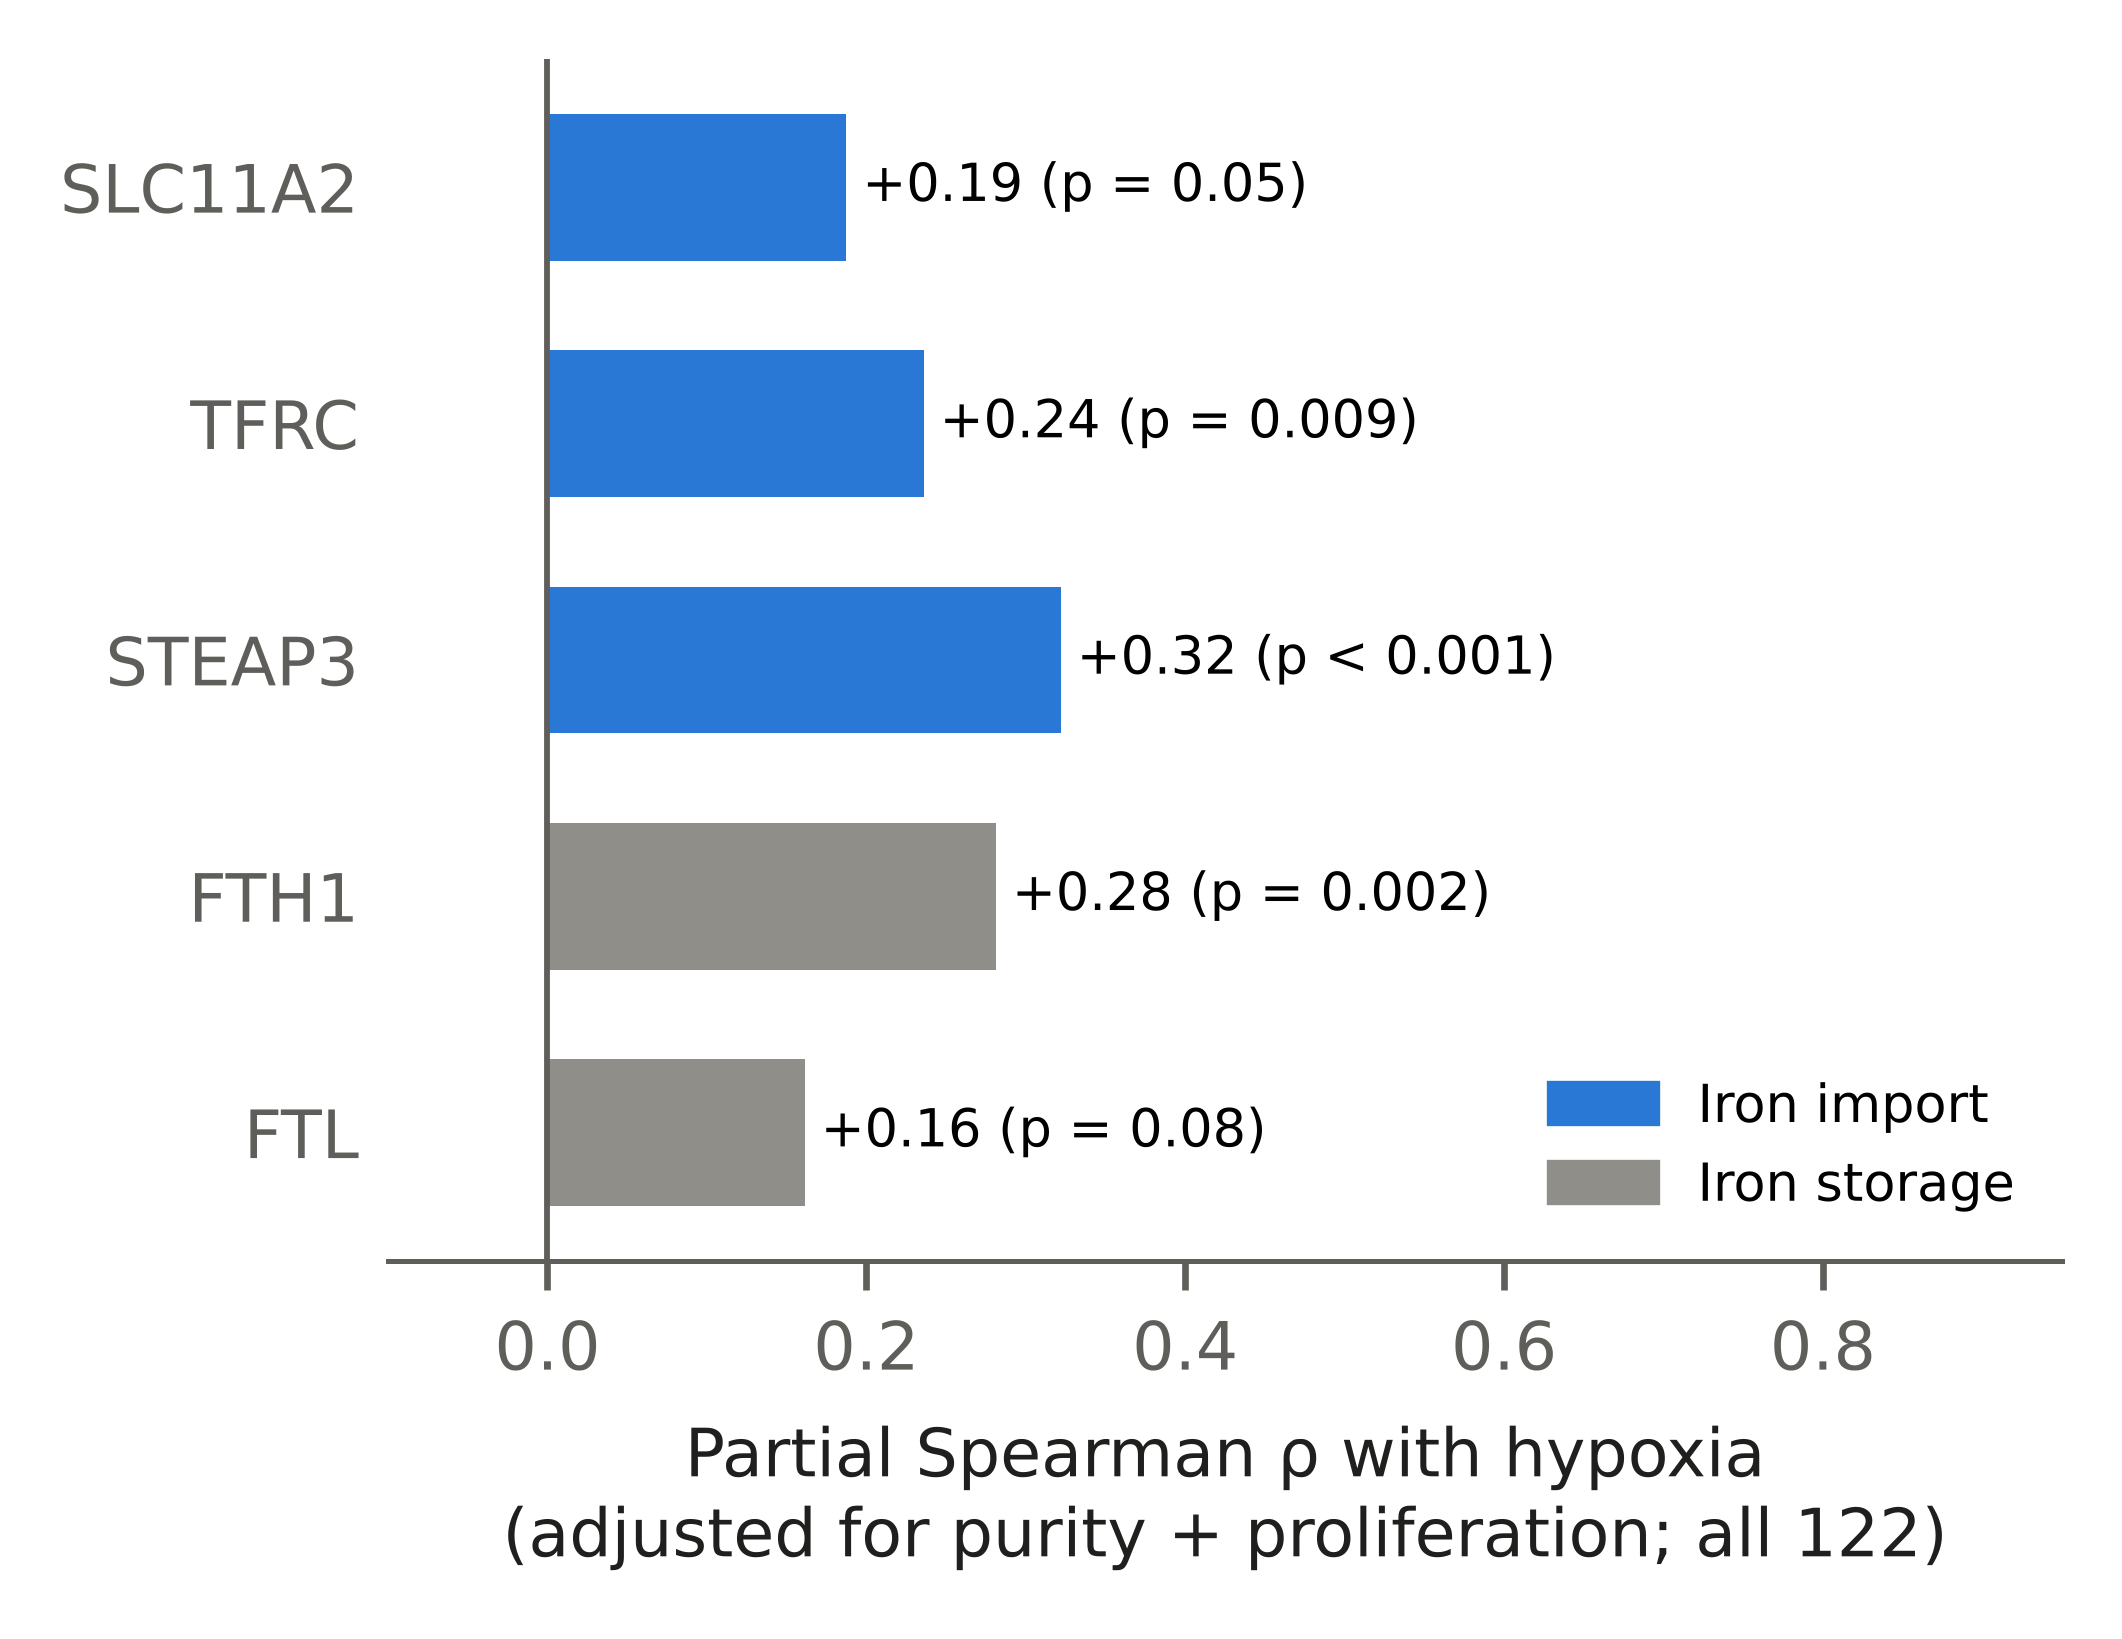 SLC11A2
+0.19 (p = 0.05)
TFRC
+0.24 (p = 0.009)
STEAP3
+0.32 (p < 0.001)
FTH1
+0.28 (p = 0.002)
FTL
+0.16 (p = 0.08)
Iron import
Iron storage
0.0 0.2 0.4 0.6 0.8
Partial Spearman ρ with hypoxia
(adjusted for purity + proliferation; all 122)